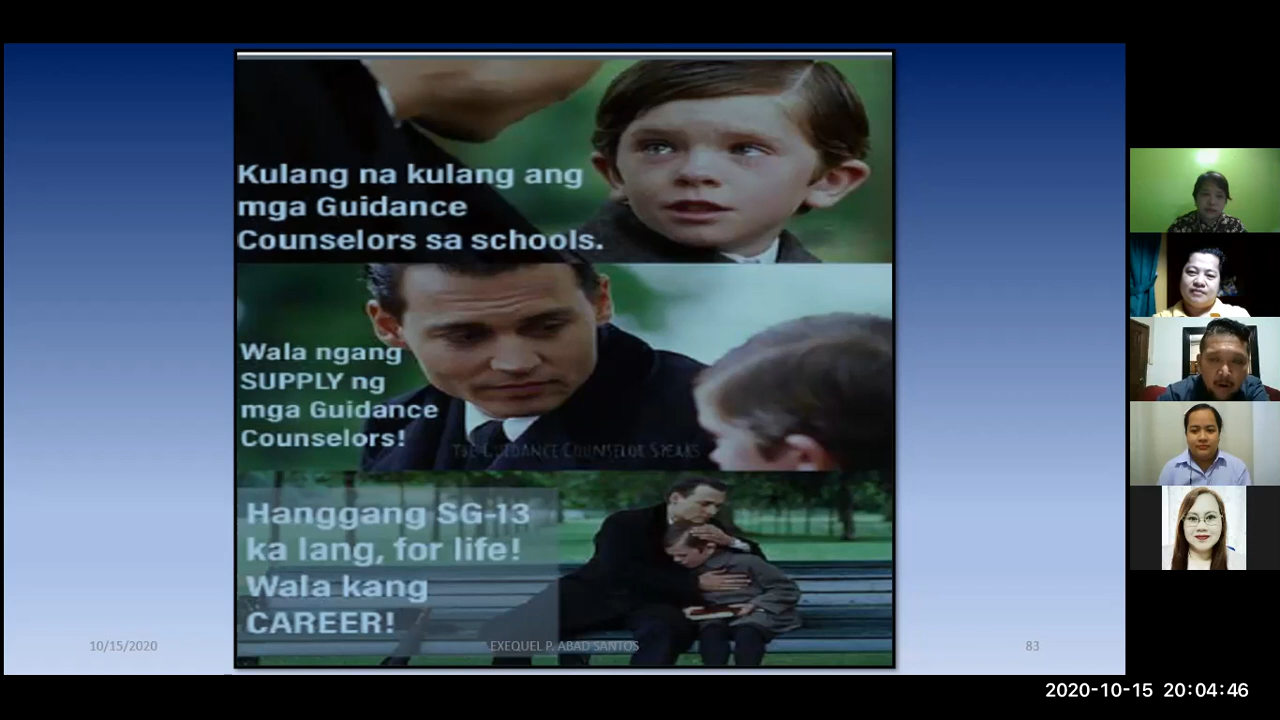 Kulang na kulang ang
mga Guidance
Counselors sa schools.
Wala ngang
SUPPLY ng
mga Guidance
Counselors!
THE GUIDANCE COUNSELOR SPEAKS
Hanggang SG-13
ka lang, for life!
Wala kang
CAREER!
10/15/2020
EXEQUEL P. ABAD SANTOS
83
2020-10-15 20:04:46